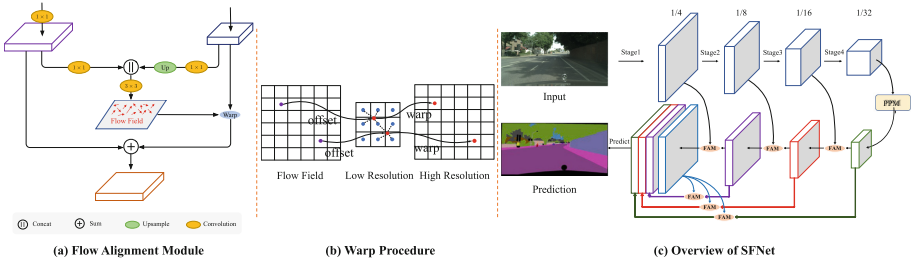 1 × 1
1 × 1
Up
1 × 1
3 × 3
Flow Field
Warp
Concat
Sum
Upsample
Convolution
(a) Flow Alignment Module
offset
warp
offset
warp
Flow Field
Low Resolution
High Resolution
(b) Warp Procedure
1/4
1/8
1/16
1/32
Stage1
Stage2
Stage3
Stage4
Input
PPM
Predict
FAM
FAM
FAM
Prediction
FAM
FAM
FAM
(c) Overview of SFNet